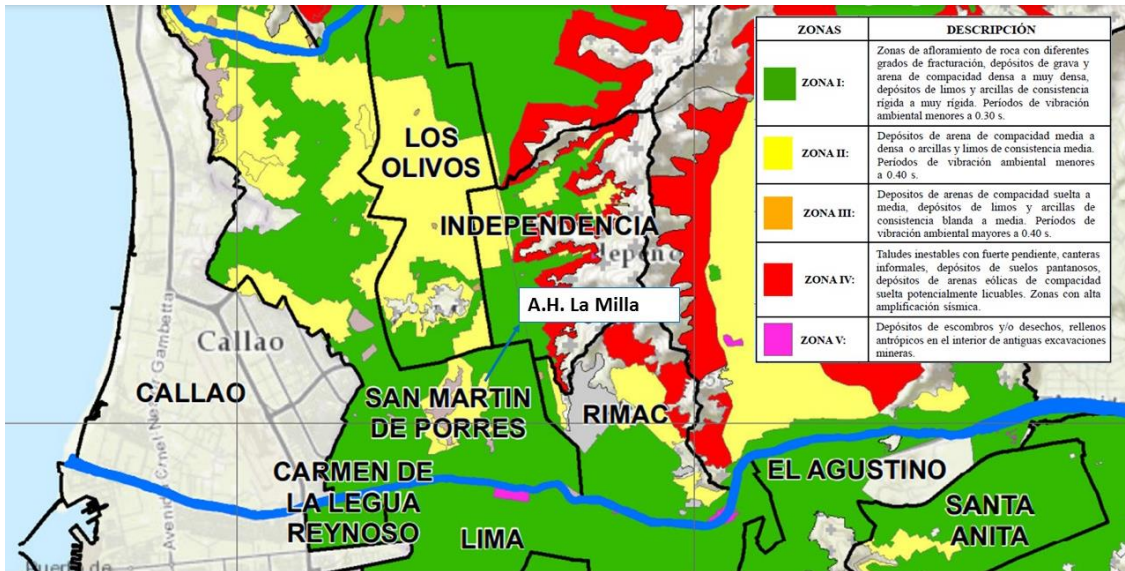 LOS
OLIVOS
INDEPENDENCIA
A.H. La Milla
Callao
CALLAO
SAN MARTIN
DE PORRES
RIMAC
CARMEN DE
LA LEGUA
REYNOSO
LIMA
EL AGUSTINO
SANTA
ANITA
Gambetta
Avenida
ZONAS DESCRIPCIÓN
ZONA I:
Zonas de afloramiento de roca con diferentes
grados de fracturación, depósitos de grava y
arena de compacidad densa a muy densa,
depósitos de limos y arcillas de consistencia
rígida a muy rígida. Períodos de vibración
ambiental menores a 0.30 s.
ZONA II:
Depósitos de arena de compacidad media a
densa o arcillas y limos de consistencia media.
Períodos de vibración ambiental menores
a 0.40 s.
ZONA III:
Depositos de arenas de compacidad suelta a
media, depósitos de limos y arcillas de
consistencia blanda a media. Períodos de
vibración ambiental mayores a 0.40 s.
ZONA IV:
Taludes inestables con fuerte pendiente, canteras
informales, depósitos de suelos pantanosos,
depósitos de arenas eólicas de compacidad
suelta potencialmente licuables. Zonas con alta
amplificación sísmica.
ZONA V:
Depósitos de escombros y/o desechos, rellenos
antrópicos en el interior de antiguas excavaciones
mineras.